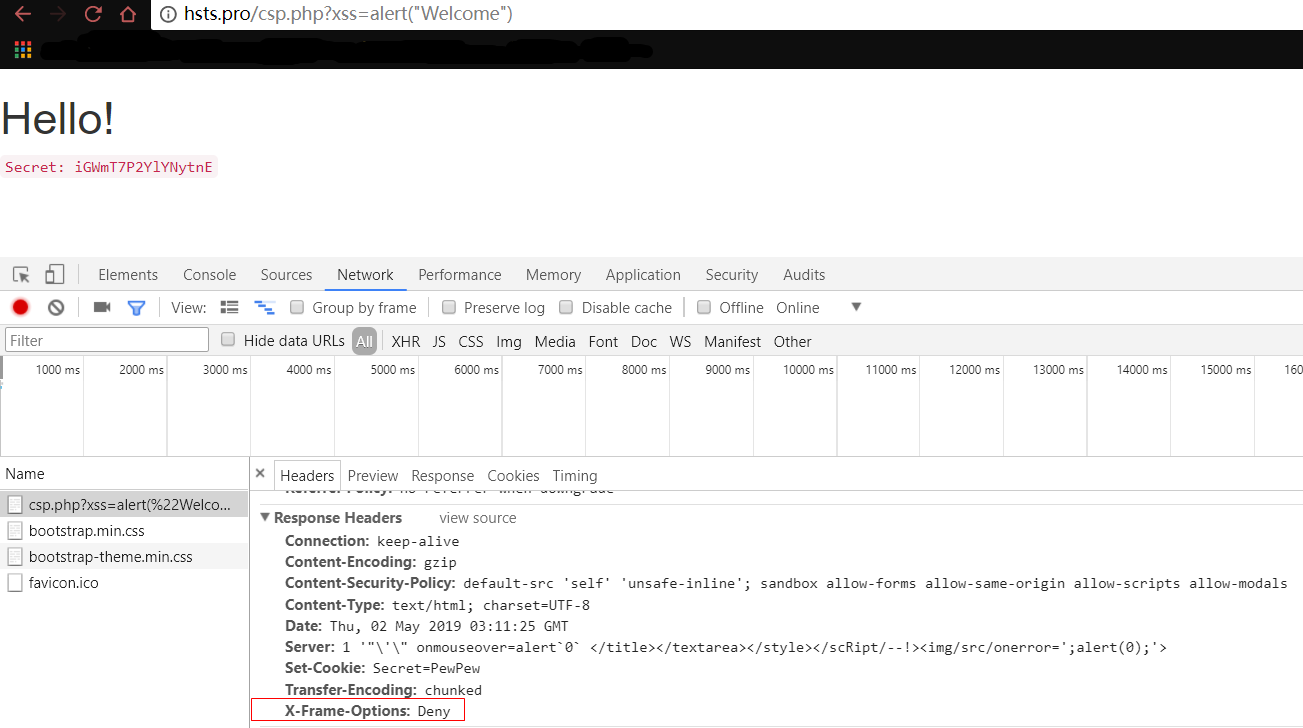 hsts.pro/csp.php?xss=alert("Welcome")
Hello!
Secret: iGWmT7P2YlYNytnE
Elements Console Sources Network Performance Memory Application Security Audits
View: Group by frame Preserve log Disable cache Offline Online
Filter Hide data URLs All XHR JS CSS Img Media Font Doc WS Manifest Other
1000 ms 2000 ms 3000 ms 4000 ms 5000 ms 6000 ms 7000 ms 8000 ms 9000 ms 10000 ms 11000 ms 12000 ms 13000 ms 14000 ms 15000 ms 160
Name
csp.php?xss=alert(%22Welco...
bootstrap.min.css
bootstrap-theme.min.css
favicon.ico
Headers Preview Response Cookies Timing
Referrer Policy: no-referrer-when-downgrade
Response Headers view source
Connection: keep-alive
Content-Encoding: gzip
Content-Security-Policy: default-src 'self' 'unsafe-inline'; sandbox allow-forms allow-same-origin allow-scripts allow-modals
Content-Type: text/html; charset=UTF-8
Date: Thu, 02 May 2019 03:11:25 GMT
Server: 1 '"\'\" onmouseover=alert`0` </title></textarea></style></scRipt/--!><img/src/onerror=';alert(0);'>
Set-Cookie: Secret=PewPew
Transfer-Encoding: chunked
X-Frame-Options: Deny